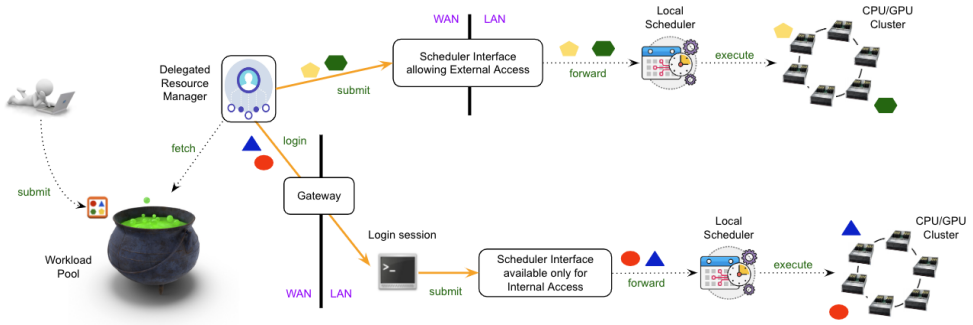 WAN
LAN
Local
Scheduler
CPU/GPU
Cluster
Delegated
Resource
Manager
Scheduler Interface
allowing External Access
submit
forward
execute
login
fetch
submit
Gateway
Workload
Pool
Login session
>_
WAN
LAN
submit
Scheduler Interface
available only for
Internal Access
forward
Local
Scheduler
execute
CPU/GPU
Cluster